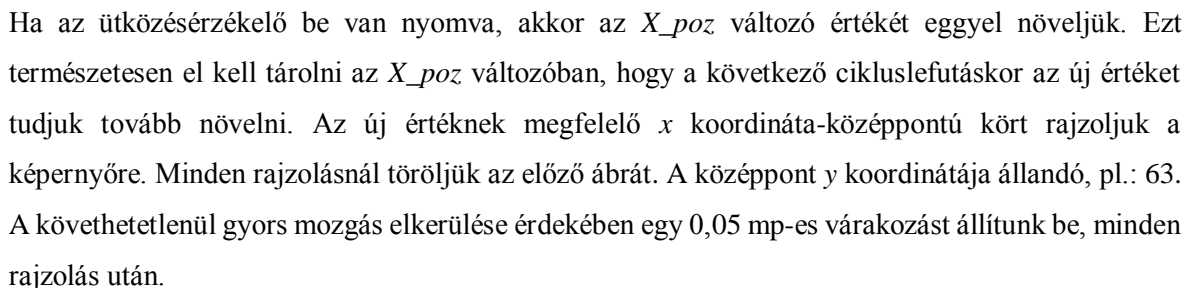 Ha az ütközésérzékelő be van nyomva, akkor az X_poz változó értékét eggyel növeljük. Ezt
természetesen el kell tárolni az X_poz változóban, hogy a következő cikluslefutáskor az új értéket
tudjuk tovább növelni. Az új értéknek megfelelő x koordináta-középpontú kört rajzoljuk a
képernyőre. Minden rajzolásnál töröljük az előző ábrát. A középpont y koordinátája állandó, pl.: 63.
A követhetetlenül gyors mozgás elkerülése érdekében egy 0,05 mp-es várakozást állítunk be, minden
rajzolás után.